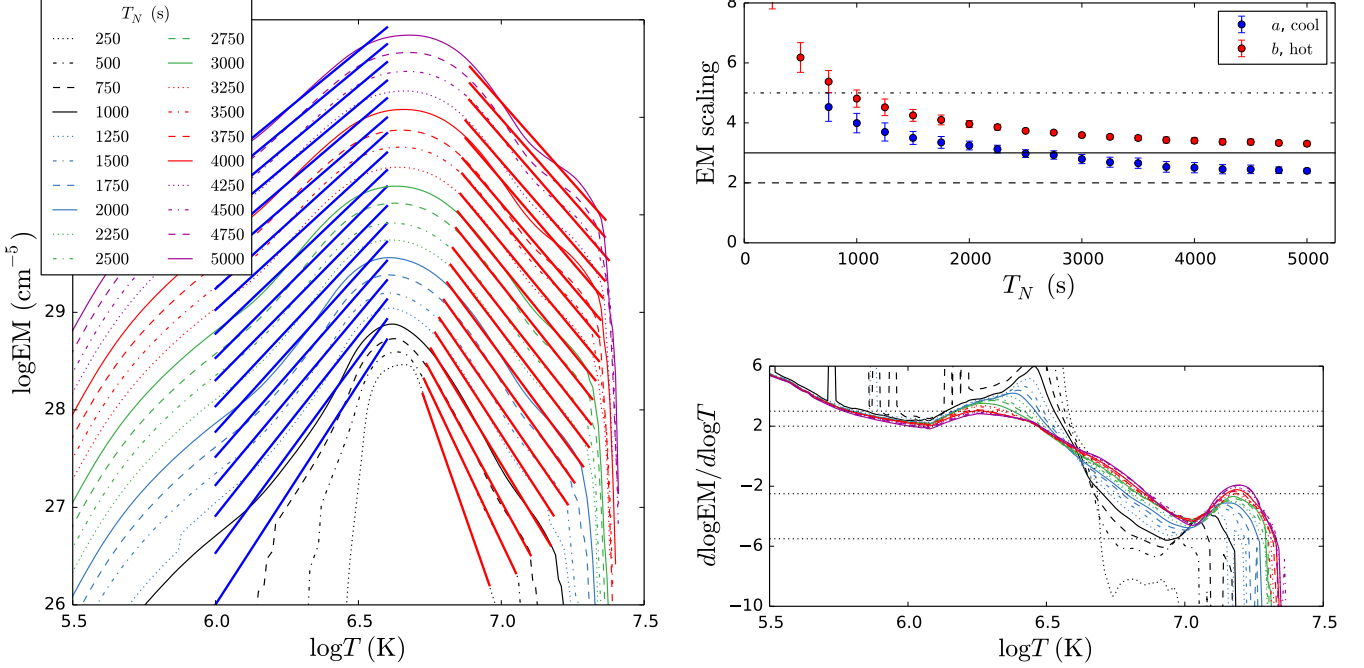 T_N (s)
250 2750
500 3000
750 3250
1000 3500
1250 3750
1500 4000
1750 4250
2000 4500
2250 4750
2500 5000
logEM (cm⁻⁵)
29
28
27
26
5.5 6.0 6.5 7.0 7.5
logT (K)
8
6
4
2
0
EM scaling
a, cool
b, hot
0 1000 2000 3000 4000 5000
T_N (s)
6
2
−2
−6
−10
dlogEM/dlogT
5.5 6.0 6.5 7.0 7.5
logT (K)